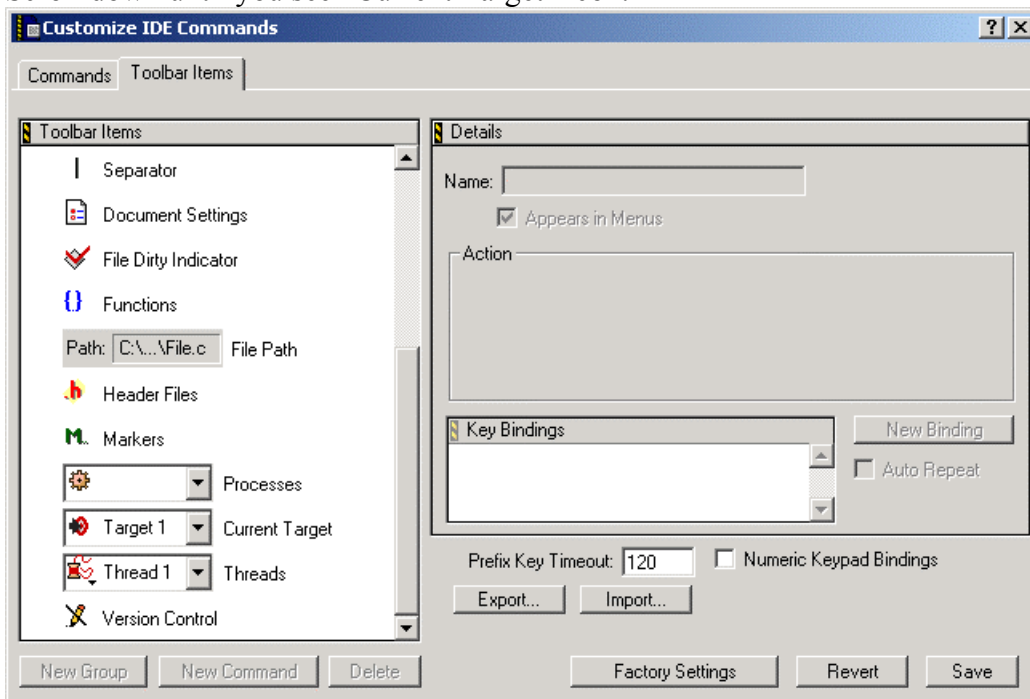 Customize IDE Commands
Commands
Toolbar Items
Toolbar Items
Separator
Document Settings
File Dirty Indicator
{} Functions
Path: C:\...\File.c File Path
.h Header Files
M.. Markers
Processes
Target 1 Current Target
Thread 1 Threads
Version Control
New Group
New Command
Delete
Details
Name:
Appears in Menus
Action
Key Bindings
New Binding
Auto Repeat
Prefix Key Timeout: 120
Numeric Keypad Bindings
Export...
Import...
Factory Settings
Revert
Save